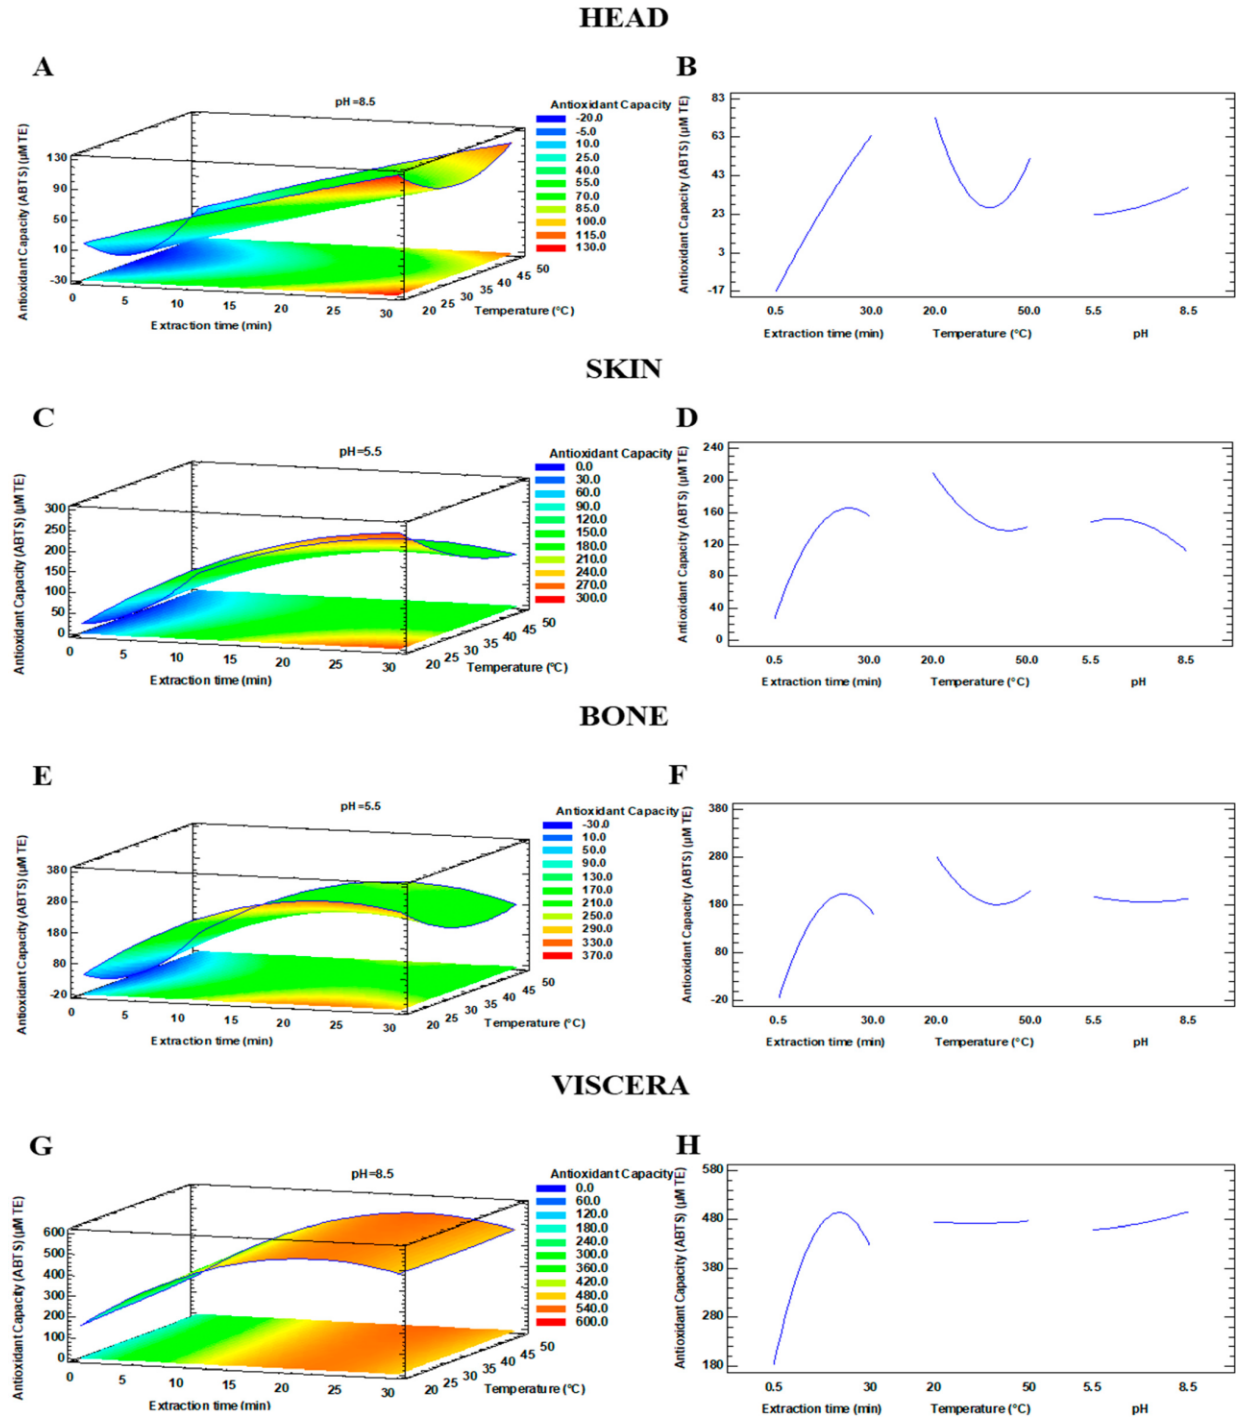 HEAD
A
B
pH=8.5
Antioxidant Capacity
-20.0
-5.0
10.0
25.0
40.0
55.0
70.0
85.0
100.0
115.0
130.0
Antioxidant Capacity (ABTS) (µM TE)
130
90
50
10
-30
0
5
10
15
20
25
30
Extraction time (min)
20 25 30 35 40 45 50
Temperature (°C)
Antioxidant Capacity (ABTS) (µM TE)
83
63
43
23
3
-17
0.5
30.0
20.0
50.0
5.5
8.5
Extraction time (min)
Temperature (°C)
pH
SKIN
C
D
pH=5.5
Antioxidant Capacity
0.0
30.0
60.0
90.0
120.0
150.0
180.0
210.0
240.0
270.0
300.0
Antioxidant Capacity (ABTS) (µM TE)
300
250
200
150
100
50
0
0
5
10
15
20
25
30
Extraction time (min)
20 25 30 35 40 45 50
Temperature (°C)
Antioxidant Capacity (ABTS) (µM TE)
240
200
160
120
80
40
0
0.5
30.0
20.0
50.0
5.5
8.5
Extraction time (min)
Temperature (°C)
pH
BONE
E
F
pH=5.5
Antioxidant Capacity
-30.0
10.0
50.0
90.0
130.0
170.0
210.0
250.0
290.0
330.0
370.0
Antioxidant Capacity (ABTS) (µM TE)
380
280
180
80
-20
0
5
10
15
20
25
30
Extraction time (min)
20 25 30 35 40 45 50
Temperature (°C)
Antioxidant Capacity (ABTS) (µM TE)
380
280
180
80
-20
0.5
30.0
20.0
50.0
5.5
8.5
Extraction time (min)
Temperature (°C)
pH
VISCERA
G
H
pH=8.5
Antioxidant Capacity
0.0
60.0
120.0
180.0
240.0
300.0
360.0
420.0
480.0
540.0
600.0
Antioxidant Capacity (ABTS) (µM TE)
600
500
400
300
200
100
0
0
5
10
15
20
25
30
Extraction time (min)
20 25 30 35 40 45 50
Temperature (°C)
Antioxidant Capacity (ABTS) (µM TE)
580
480
380
280
180
0.5
30
20
50
5.5
8.5
Extraction time (min)
Temperature (°C)
pH